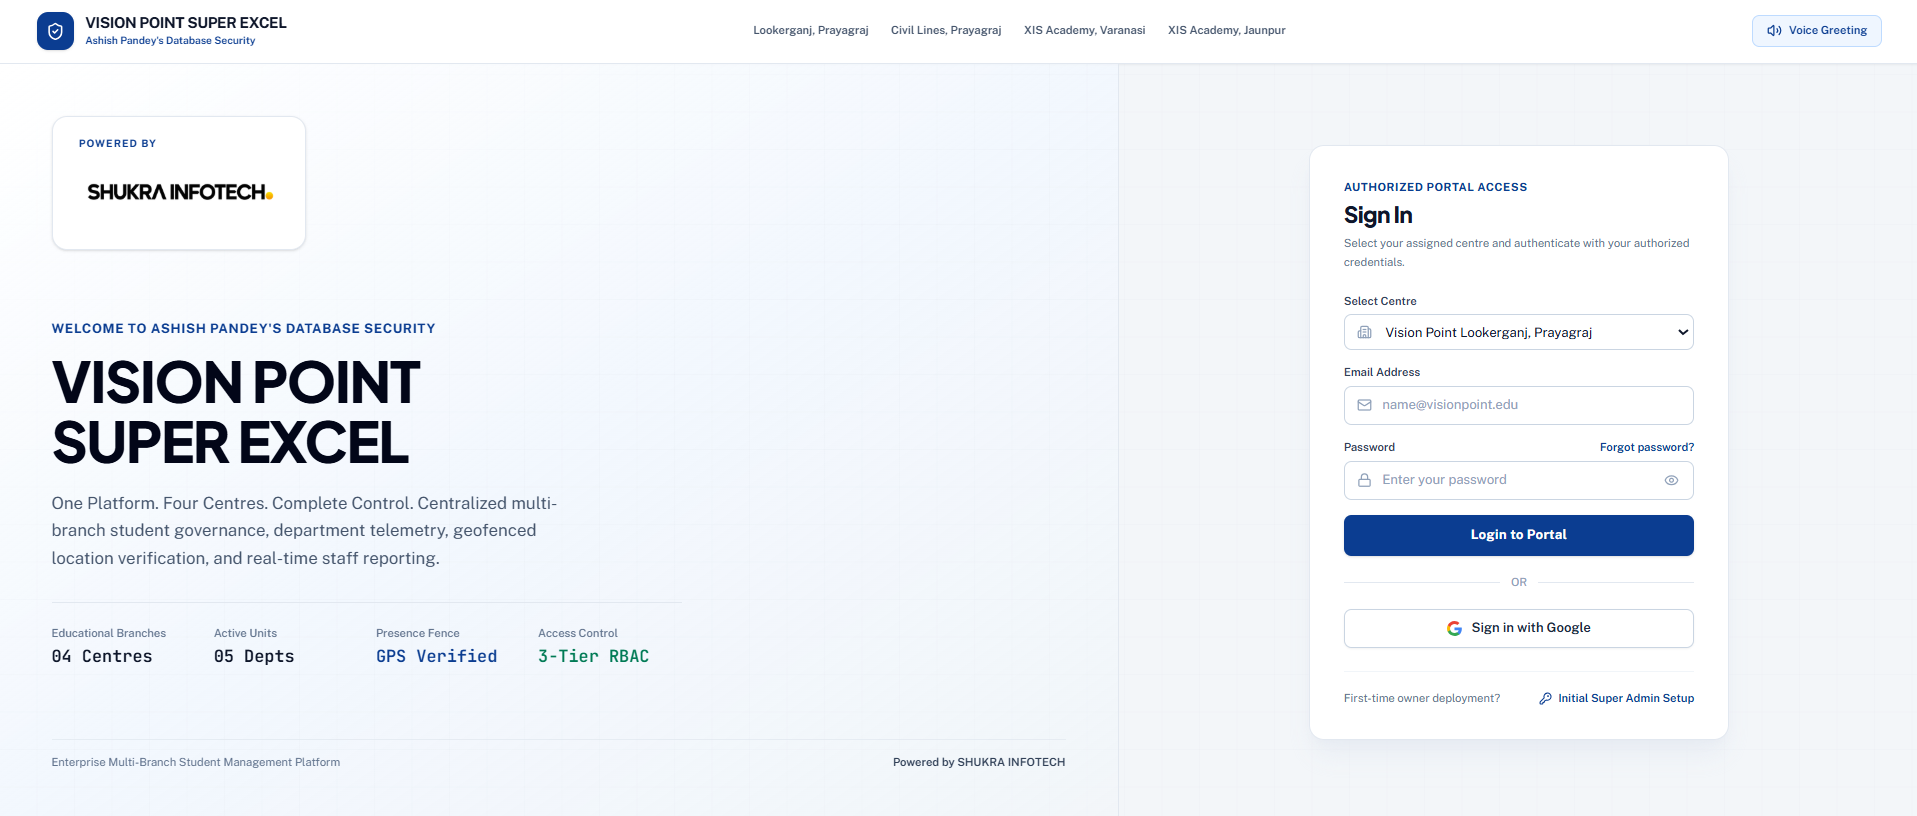 VISION POINT SUPER EXCEL
Ashish Pandey's Database Security
Lookerganj, Prayagraj
Civil Lines, Prayagraj
XIS Academy, Varanasi
XIS Academy, Jaunpur
Voice Greeting
POWERED BY
SHUKRA INFOTECH.
WELCOME TO ASHISH PANDEY'S DATABASE SECURITY
VISION POINT
SUPER EXCEL
One Platform. Four Centres. Complete Control. Centralized multi-
branch student governance, department telemetry, geofenced
location verification, and real-time staff reporting.
Educational Branches
04 Centres
Active Units
05 Depts
Presence Fence
GPS Verified
Access Control
3-Tier RBAC
Enterprise Multi-Branch Student Management Platform
Powered by SHUKRA INFOTECH
AUTHORIZED PORTAL ACCESS
Sign In
Select your assigned centre and authenticate with your authorized
credentials.
Select Centre
Vision Point Lookerganj, Prayagraj
Email Address
name@visionpoint.edu
Password
Forgot password?
Enter your password
Login to Portal
OR
Sign in with Google
First-time owner deployment?
Initial Super Admin Setup